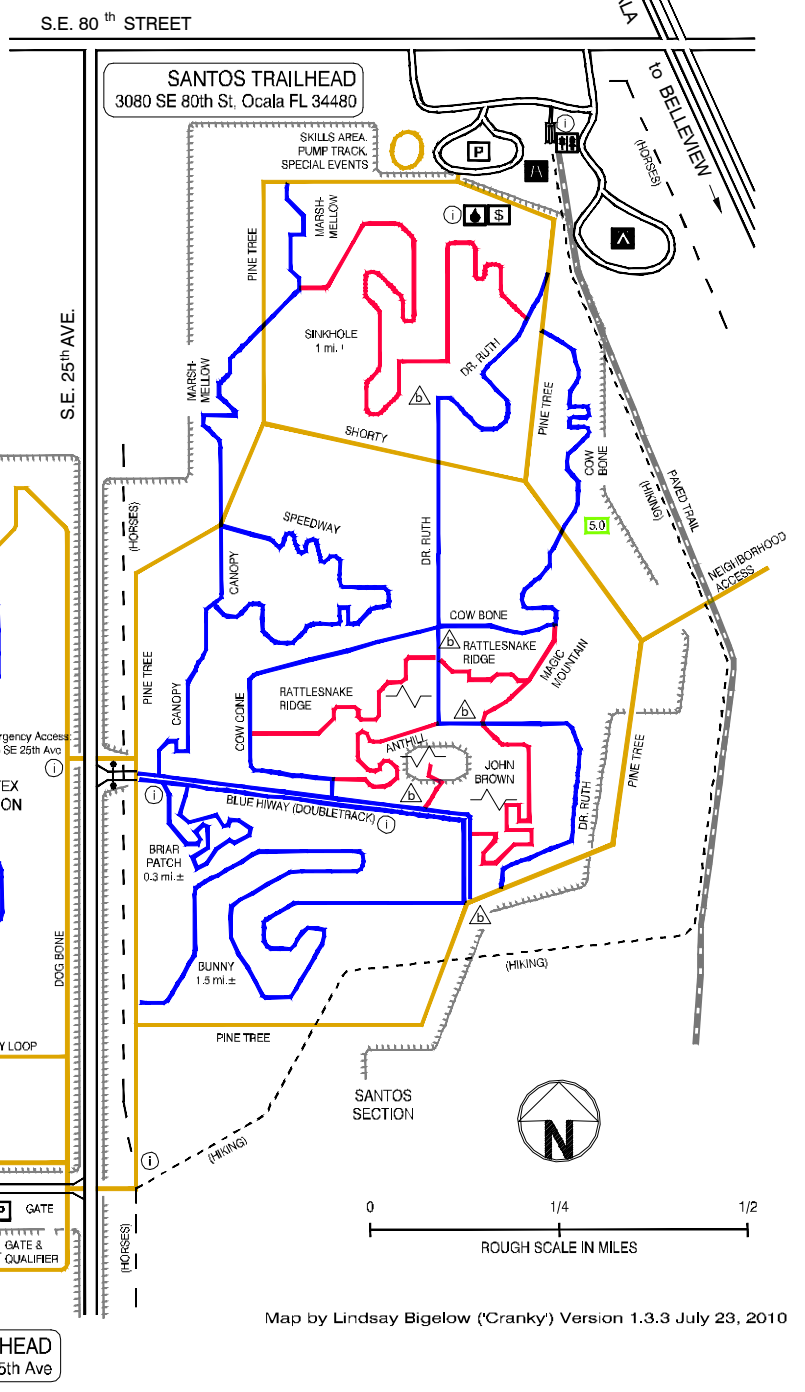 S.E. 80 th STREET
ALA
to BELLEVIEW
SANTOS TRAILHEAD
3080 SE 80th St, Ocala FL 34480
SKILLS AREA.
PUMP TRACK.
SPECIAL EVENTS
P
i
(HORSES)
i
$
MARSH-
MELLOW
PINE TREE
S.E. 25th AVE.
SINKHOLE
1 mi.
DR. RUTH
MARSH-
MELLOW
b
PINE TREE
SHORTY
COW
BONE
PAVED TRAIL
(HIKING)
(HORSES)
SPEEDWAY
5.0
DR. RUTH
NEIGHBORHOOD
ACCESS
CANOPY
COW BONE
b
RATTLESNAKE
RIDGE
MAGIC
MOUNTAIN
PINE TREE
RATTLESNAKE
RIDGE
CANOPY
COW CONE
b
ANTHILL
PINE TREE
ergency Access:
SE 25th Ave
i
JOHN
BROWN
TEX
ON
i
b
BLUE HIWAY (DOUBLETRACK)
i
DR. RUTH
BRIAR
PATCH
0.3 mi.±
b
DOG BONE
BUNNY
1.5 mi.±
(HIKING)
PINE TREE
Y LOOP
SANTOS
SECTION
N
i
(HIKING)
P
GATE
0
1/4
1/2
ROUGH SCALE IN MILES
(HORSES)
GATE &
QUALIFIER
Map by Lindsay Bigelow ('Cranky') Version 1.3.3 July 23, 2010
HEAD
5th Ave